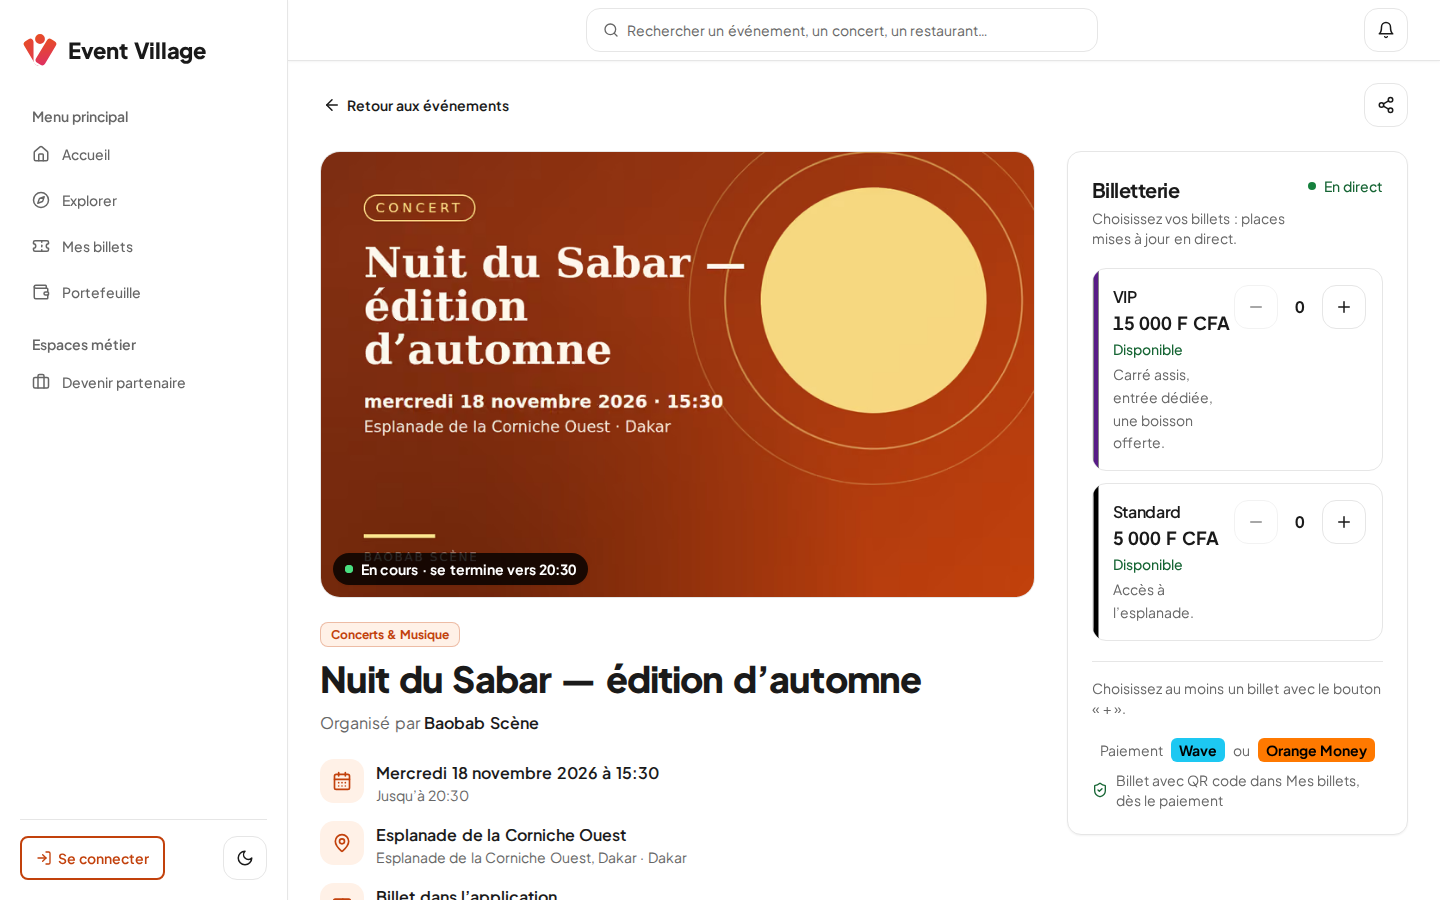 Event Village
Menu principal
Accueil
Explorer
Mes billets
Portefeuille
Espaces métier
Devenir partenaire
Se connecter
Rechercher un événement, un concert, un restaurant…
Retour aux événements
CONCERT
Nuit du Sabar —
édition
d’automne
mercredi 18 novembre 2026 · 15:30
Esplanade de la Corniche Ouest · Dakar
BAOBAB SCÈNE
En cours · se termine vers 20:30
Concerts & Musique
Nuit du Sabar — édition d’automne
Organisé par Baobab Scène
Mercredi 18 novembre 2026 à 15:30
Jusqu’à 20:30
Esplanade de la Corniche Ouest
Esplanade de la Corniche Ouest, Dakar · Dakar
Billet dans l’application
Billetterie
En direct
Choisissez vos billets : places
mises à jour en direct.
VIP
15 000 F CFA
0
Disponible
Carré assis,
entrée dédiée,
une boisson
offerte.
Standard
5 000 F CFA
0
Disponible
Accès à
l’esplanade.
Choisissez au moins un billet avec le bouton
« + ».
Paiement Wave ou Orange Money
Billet avec QR code dans Mes billets,
dès le paiement